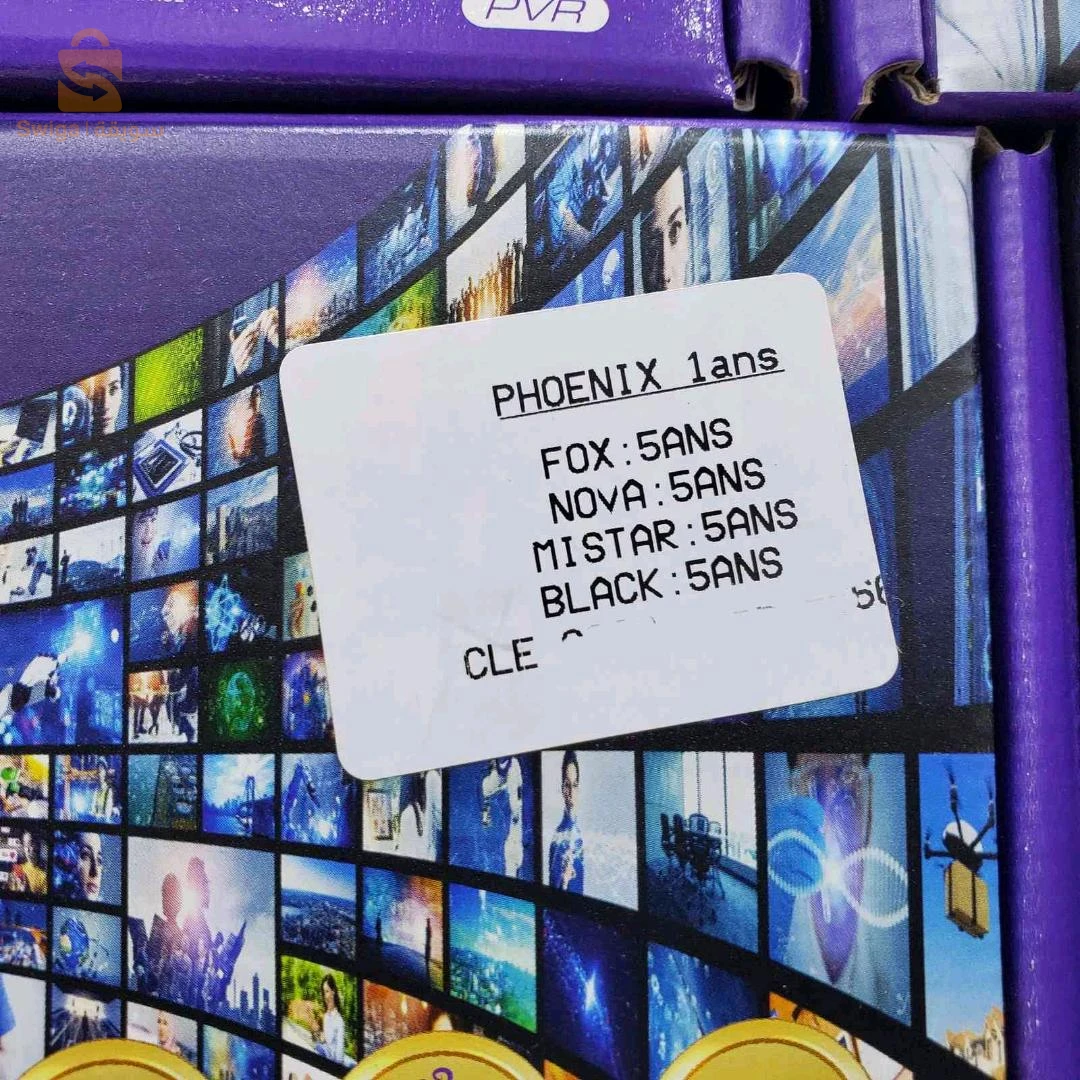 PVR
PHOENIX 1ans
FOX:5ANS
NOVA:5ANS
MISTAR:5ANS
BLACK:5ANS
CLE